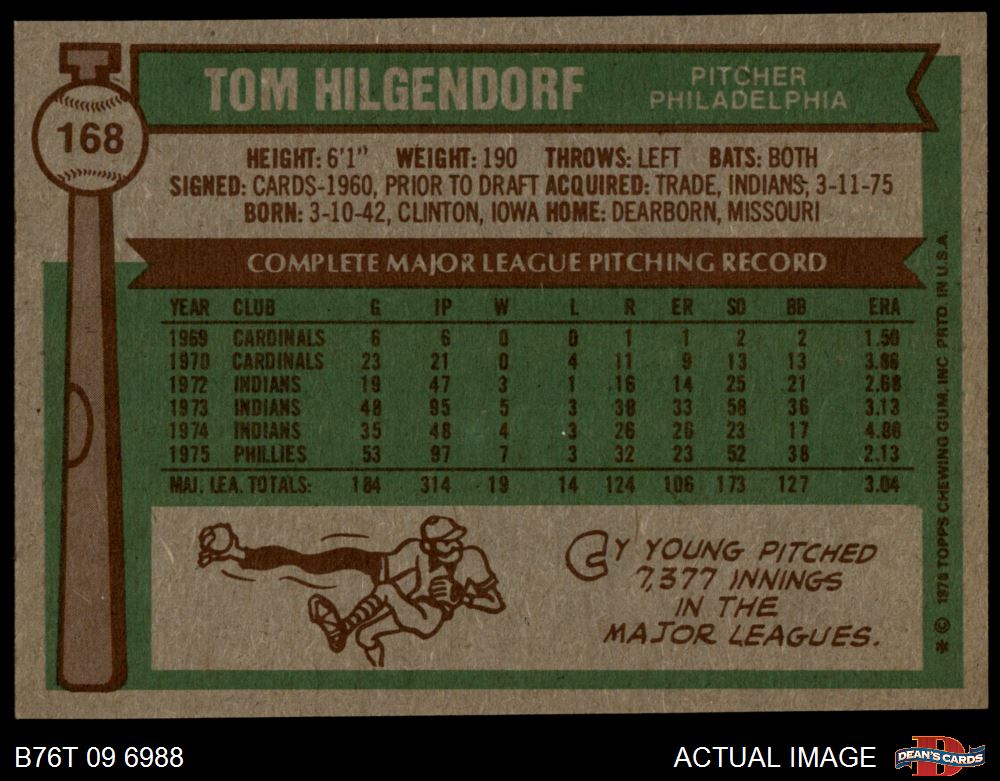 168
TOM HILGENDORF
PITCHER
PHILADELPHIA
HEIGHT: 6'1" WEIGHT: 190 THROWS: LEFT BATS: BOTH
SIGNED: CARDS-1960, PRIOR TO DRAFT ACQUIRED: TRADE, INDIANS, 3-11-75
BORN: 3-10-42, CLINTON, IOWA HOME: DEARBORN, MISSOURI
COMPLETE MAJOR LEAGUE PITCHING RECORD
YEAR CLUB G IP W L R ER SO BB ERA
1969 CARDINALS 6 6 0 0 1 1 2 2 1.50
1970 CARDINALS 23 21 0 4 11 9 13 13 3.86
1972 INDIANS 19 47 3 1 16 14 25 21 2.68
1973 INDIANS 48 95 5 3 38 33 58 36 3.13
1974 INDIANS 35 48 4 3 26 26 23 17 4.88
1975 PHILLIES 53 97 7 3 32 23 52 38 2.13
MAJ. LEA. TOTALS: 184 314 19 14 124 106 173 127 3.04
CY YOUNG PITCHED
7,377 INNINGS
IN THE
MAJOR LEAGUES.
* © 1976 TOPPS CHEWING GUM, INC. PRTD. IN U.S.A.
B76T 09 6988
ACTUAL IMAGE
D
DEAN'S CARDS